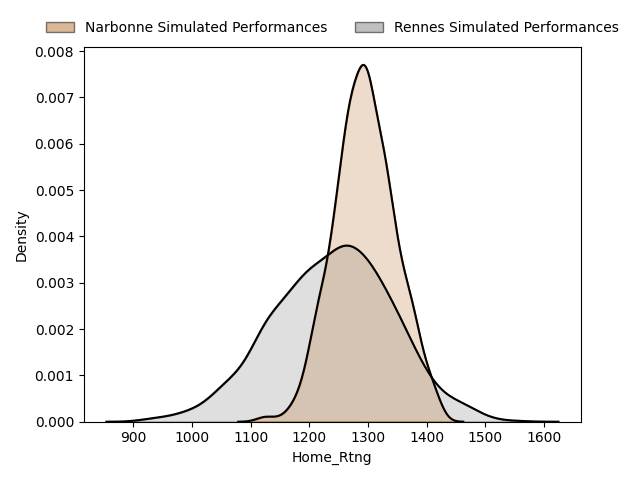 Narbonne Simulated Performances
Rennes Simulated Performances
0.008
0.007
0.006
0.005
0.004
0.003
0.002
0.001
0.000
Density
900 1000 1100 1200 1300 1400 1500 1600
Home_Rtng